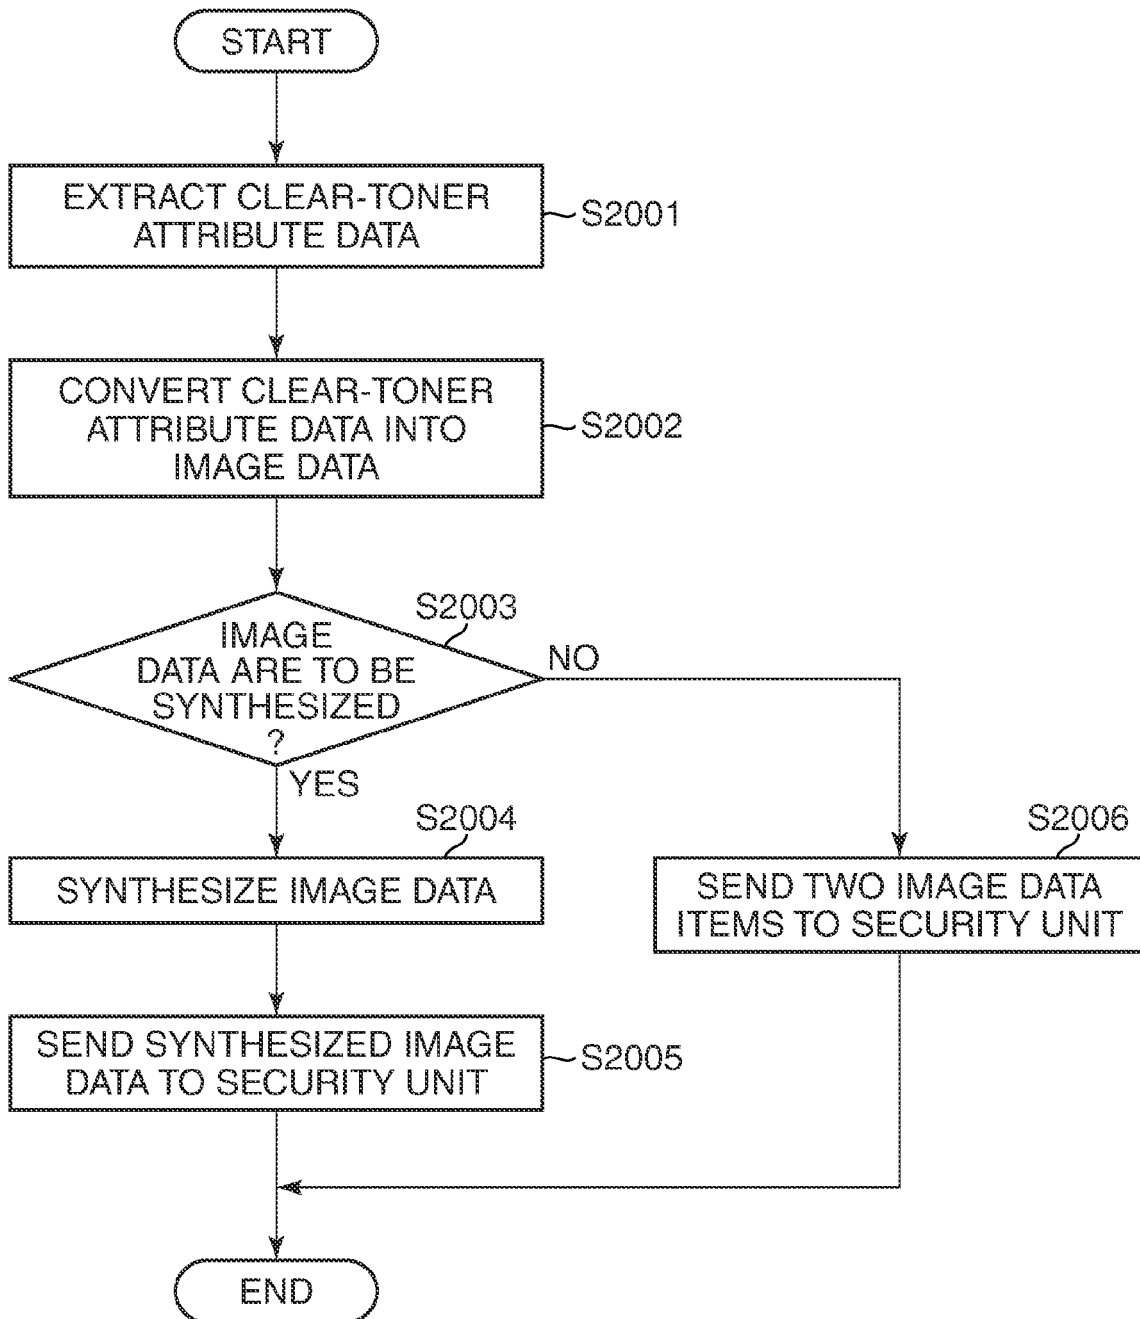 START
EXTRACT CLEAR-TONER
ATTRIBUTE DATA
S2001
CONVERT CLEAR-TONER
ATTRIBUTE DATA INTO
IMAGE DATA
S2002
S2003
IMAGE
DATA ARE TO BE
SYNTHESIZED
?
NO
YES
S2004
SYNTHESIZE IMAGE DATA
S2006
SEND TWO IMAGE DATA
ITEMS TO SECURITY UNIT
SEND SYNTHESIZED IMAGE
DATA TO SECURITY UNIT
S2005
END